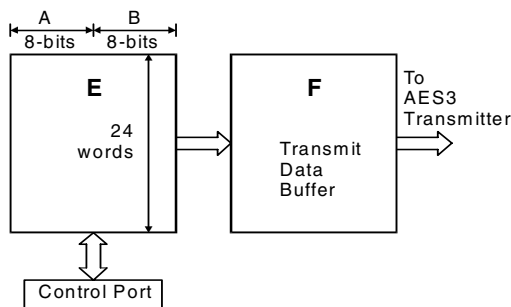 A B
8-bits 8-bits
E
24
words
F
Transmit
Data
Buffer
To
AES3
Transmitter
Control Port